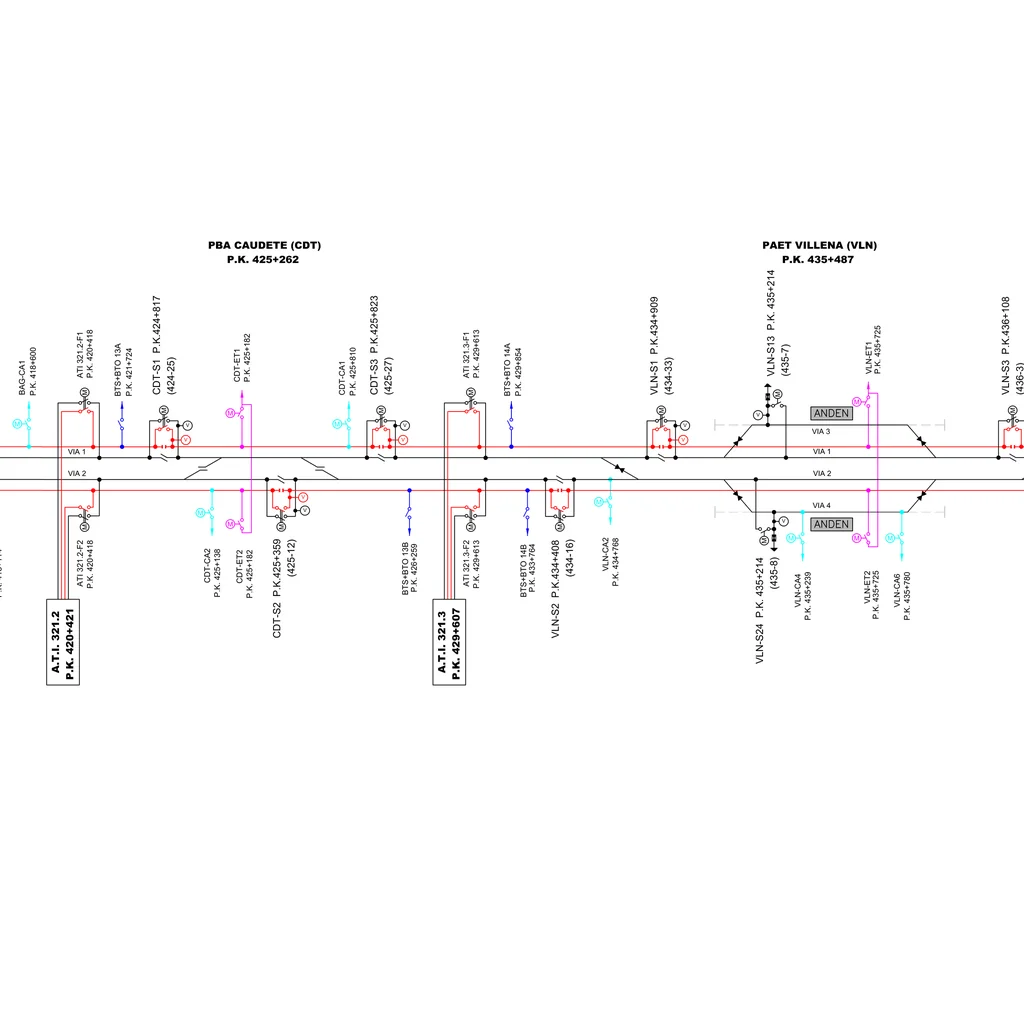 PBA CAUDETE (CDT)
P.K. 425+262
PAET VILLENA (VLN)
P.K. 435+487
BAG-CA1
P.K. 418+600
ATI 321.2-F1
P.K. 420+418
BTS+BTO 13A
P.K. 421+724
CDT-S1 P.K.424+817
(424-25)
CDT-ET1
P.K. 425+182
CDT-CA1
P.K. 425+810
CDT-S3 P.K.425+823
(425-27)
ATI 321.3-F1
P.K. 429+613
BTS+BTO 14A
P.K. 429+854
VLN-S1 P.K.434+909
(434-33)
VLN-S13 P.K. 435+214
(435-7)
VLN-ET1
P.K. 435+725
VLN-S3 P.K.436+108
(436-3)
M
M
M
M
M
M
M
M
M
M
V
V
V
V
V
V
V
ANDEN
VIA 3
VIA 1
VIA 1
VIA 2
VIA 2
VIA 4
ANDEN
M
M
M
M
M
M
M
M
M
M
M
V
V
V
ATI 321.2-F2
P.K. 420+418
CDT-CA2
P.K. 425+138
CDT-ET2
P.K. 425+182
CDT-S2 P.K.425+359
(425-12)
BTS+BTO 13B
P.K. 426+259
ATI 321.3-F2
P.K. 429+613
BTS+BTO 14B
P.K. 433+764
VLN-S2 P.K.434+408
(434-16)
VLN-CA2
P.K. 434+768
VLN-S24 P.K. 435+214
(435-8)
VLN-CA4
P.K. 435+239
VLN-ET2
P.K. 435+725
VLN-CA6
P.K. 435+780
A.T.I. 321.2
P.K. 420+421
A.T.I. 321.3
P.K. 429+607